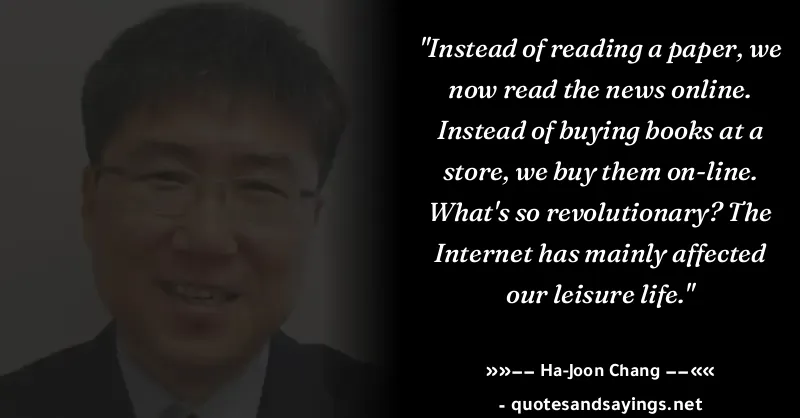 "Instead of reading a paper, we
now read the news online.
Instead of buying books at a
store, we buy them on-line.
What's so revolutionary? The
Internet has mainly affected
our leisure life."
»»−− Ha-Joon Chang −−««
- quotesandsayings.net